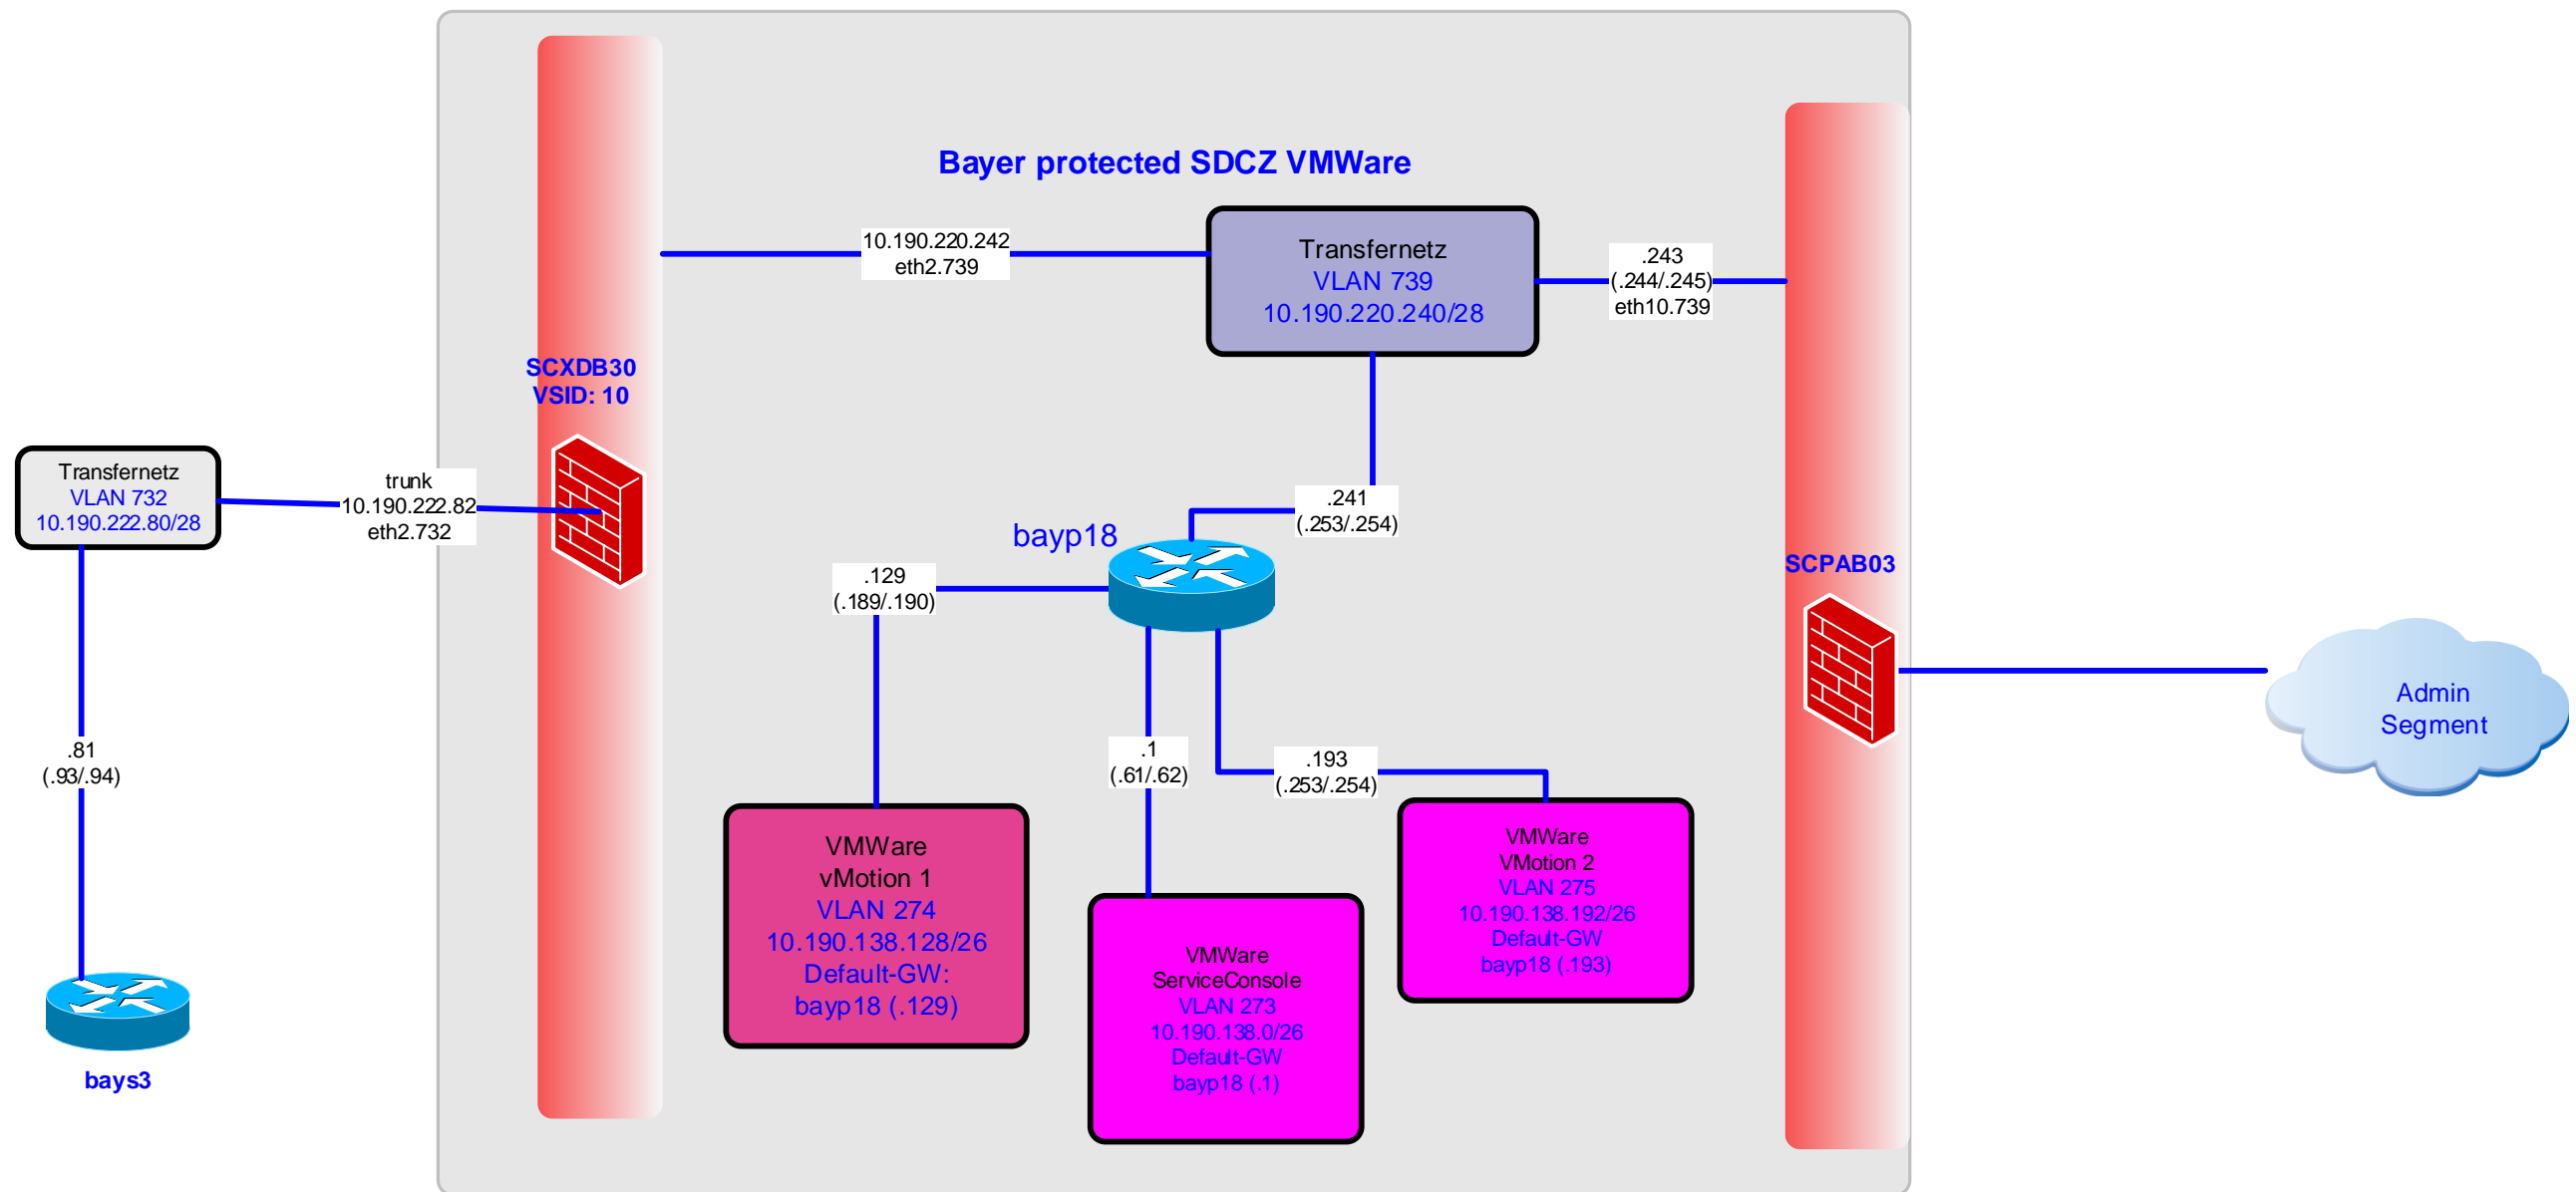 Bayer protected SDCZ VMWare
10.190.220.242
eth2.739
Transfernetz
VLAN 739
10.190.220.240/28
.243
(.244/.245)
eth10.739
SCXDB30
VSID: 10
Transfernetz
VLAN 732
10.190.222.80/28
trunk
10.190.222.82
eth2.732
.241
(.253/.254)
bayp18
.129
(.189/.190)
SCPAB03
Admin
Segment
.81
(.93/.94)
.1
(.61/.62)
.193
(.253/.254)
VMWare
vMotion 1
VLAN 274
10.190.138.128/26
Default-GW:
bayp18 (.129)
VMWare
ServiceConsole
VLAN 273
10.190.138.0/26
Default-GW
bayp18 (.1)
VMWare
VMotion 2
VLAN 275
10.190.138.192/26
Default-GW
bayp18 (.193)
bays3